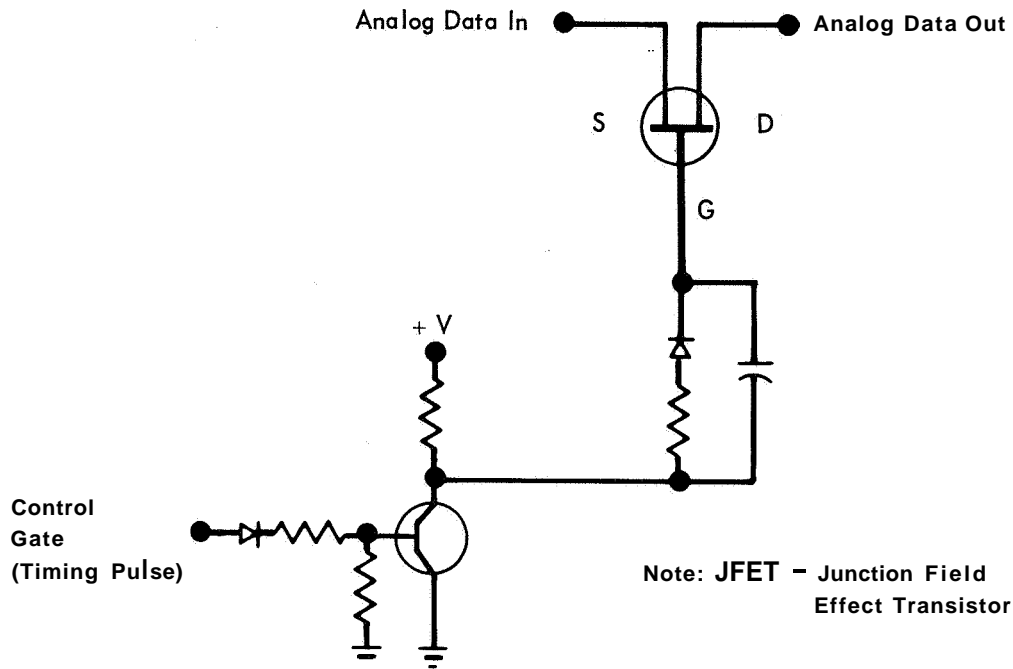 Analog Data In
Analog Data Out
S
D
G
+ V
Control
Gate
(Timing Pulse)
Note: JFET - Junction Field
Effect Transistor